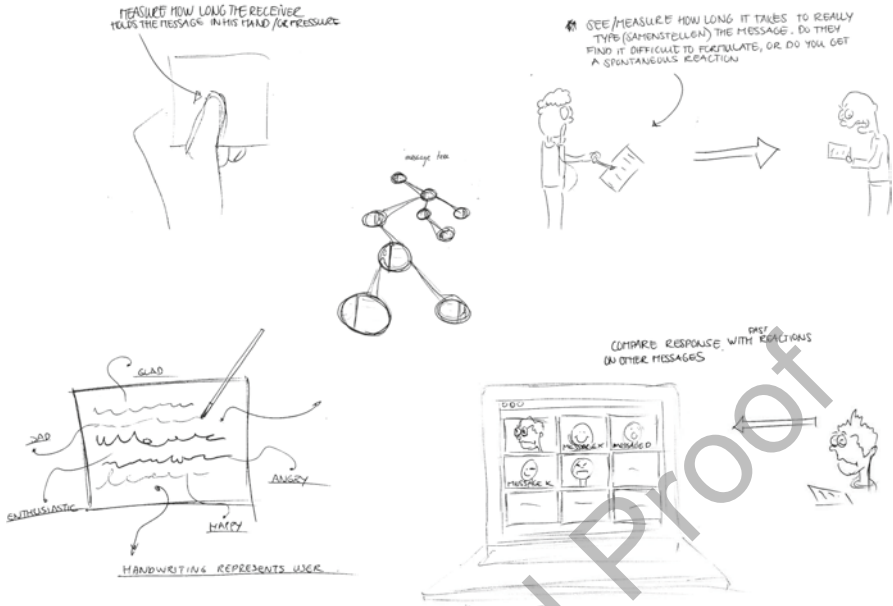 MEASURE HOW LONG THE RECEIVER
HOLDS THE MESSAGE IN HIS HAND / OR PRESSURE
SEE/MEASURE HOW LONG IT TAKES TO REALLY
TYPE (SAMENSTELLEN) THE MESSAGE. DO THEY
FIND IT DIFFICULT TO FORMULATE, OR DO YOU GET
A SPONTANEOUS REACTION
message tree
GLAD
SAD
ENTHUSIASTIC
ANGRY
HAPPY
HANDWRITING REPRESENTS USER
COMPARE RESPONSE WITH PAST REACTIONS
ON OTHER MESSAGES
MESSAGE D
MESSAGE K
Proof